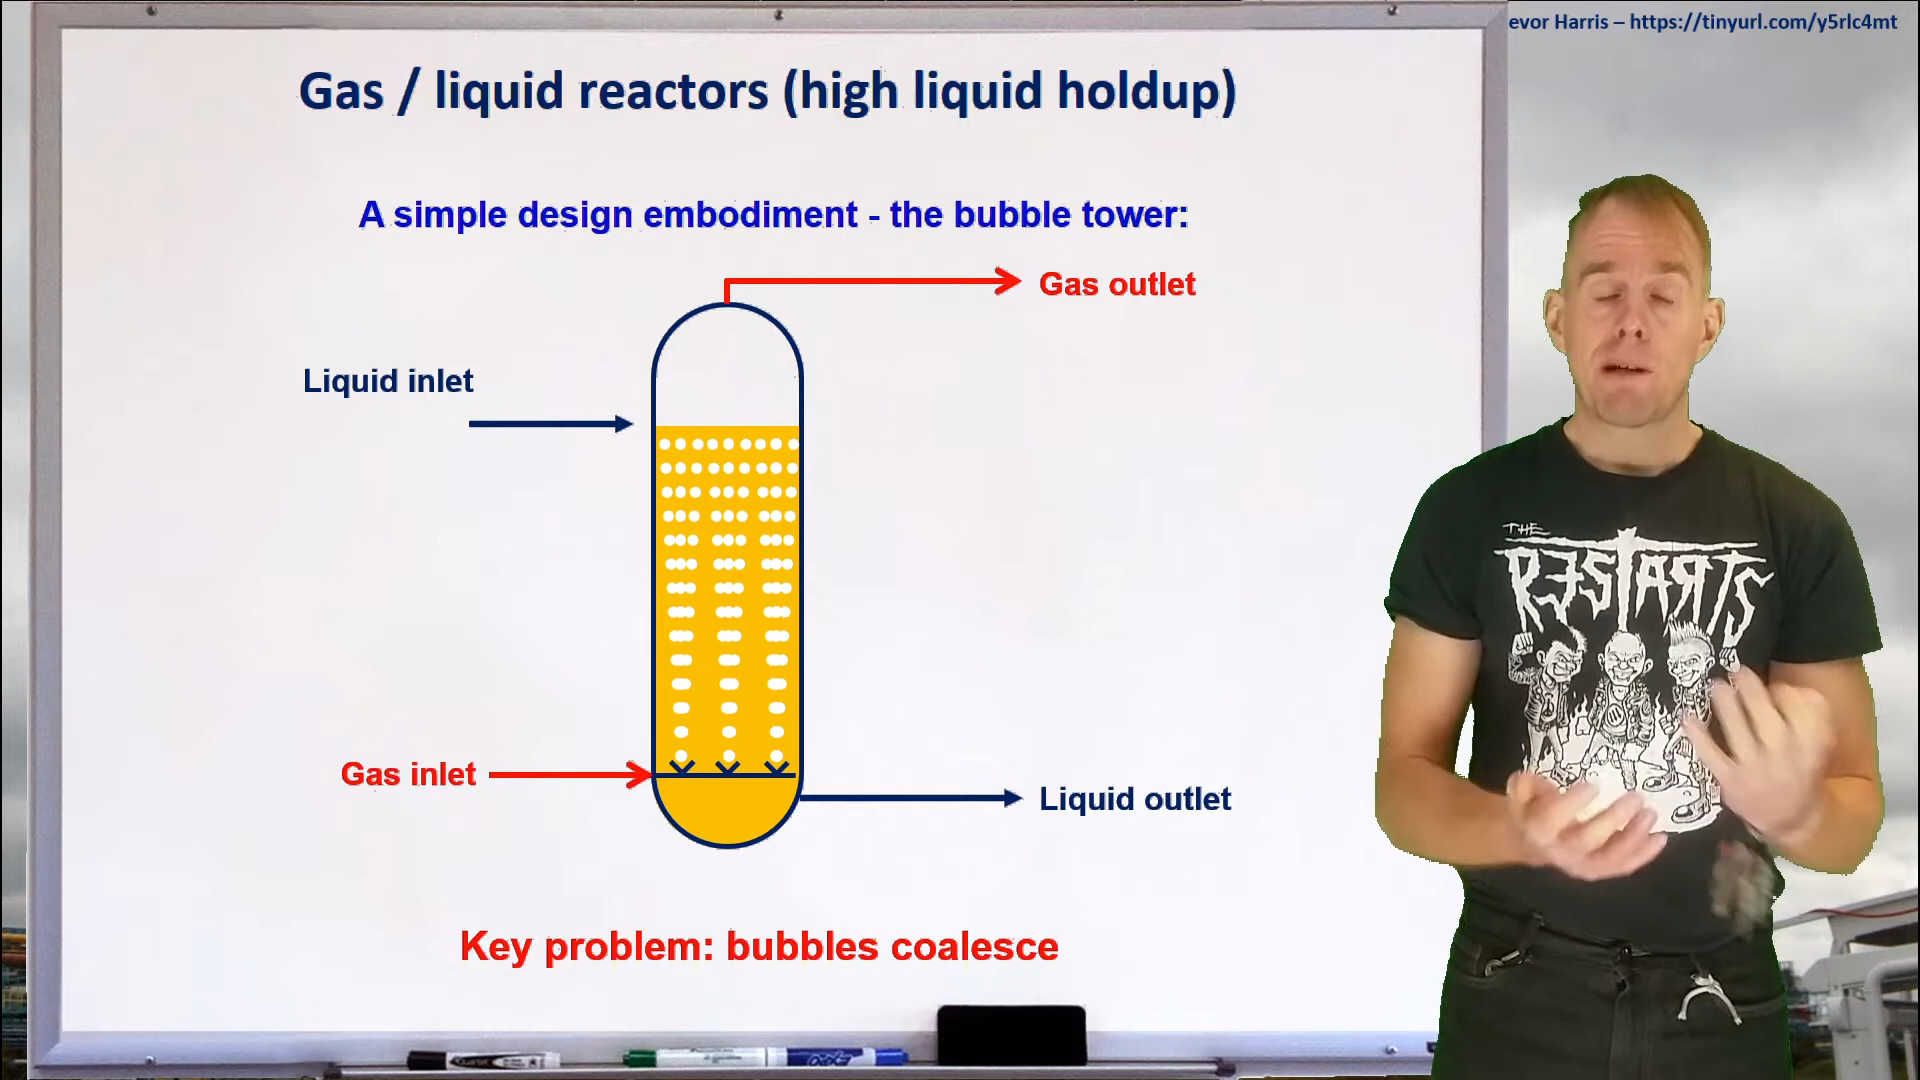 evor Harris – https://tinyurl.com/y5rlc4mt
Gas / liquid reactors (high liquid holdup)
A simple design embodiment - the bubble tower:
Gas outlet
Liquid inlet
Gas inlet
Liquid outlet
Key problem: bubbles coalesce
THE
RESTARTS